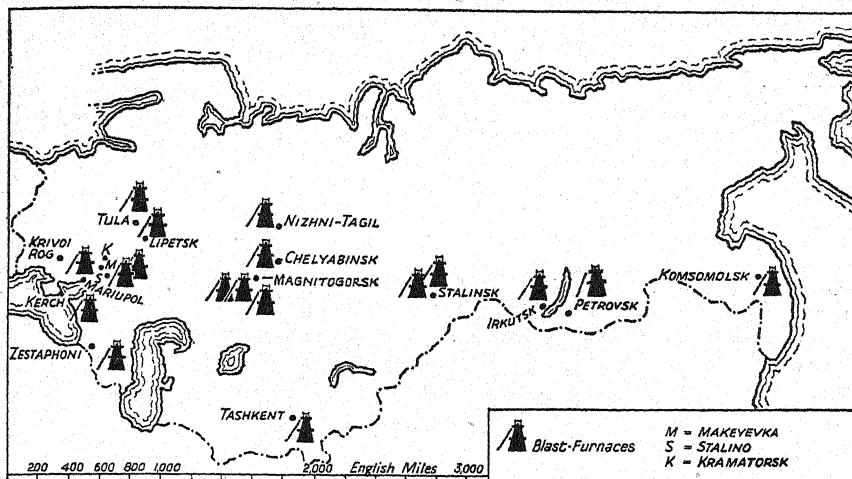 TULA
LIPETSK
NIZHNI-TAGIL
KRIVOI
ROG
K
M
S
CHELYABINSK
MAGNITOGORSK
MARIUPOL
KERCH
STALINSK
IRKUTSK
PETROVSK
KOMSOMOLSK
ZESTAPHONI
TASHKENT
Blast-Furnaces
M = MAKEYEVKA
S = STALINO
K = KRAMATORSK
200 400 600 800 1,000 2,000 English Miles 3,000